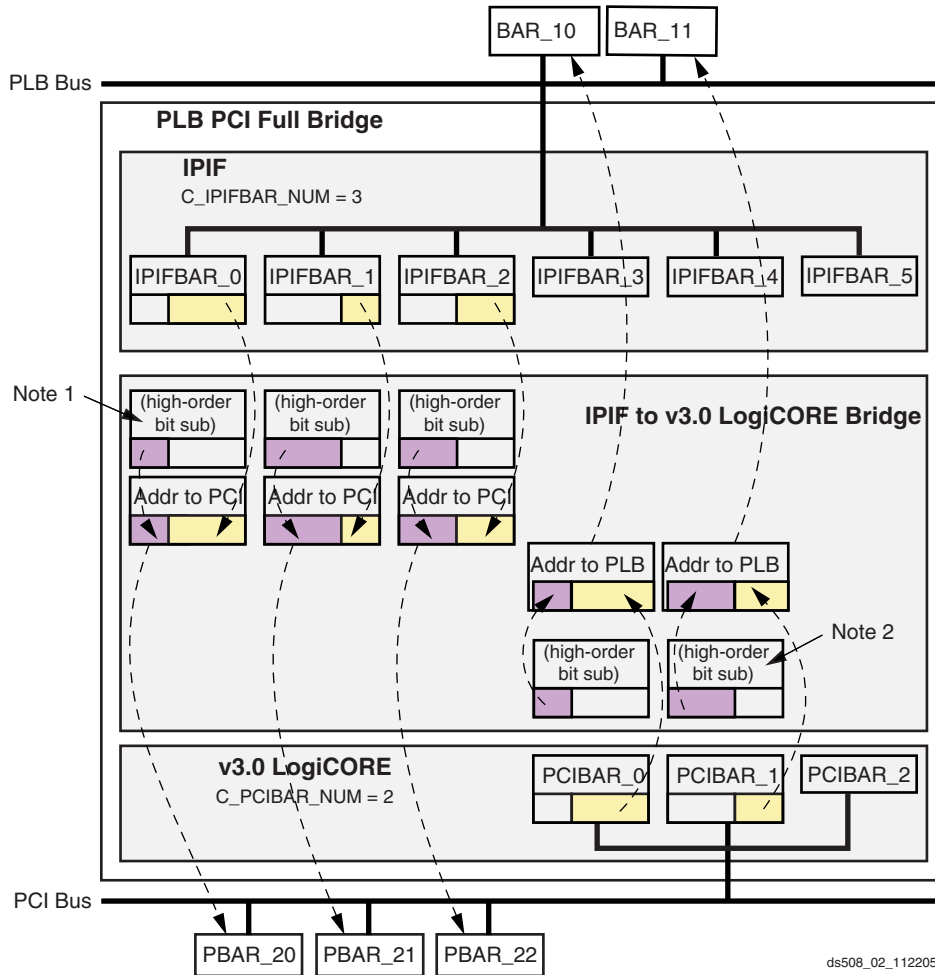 BAR_10
BAR_11
PLB Bus
PLB PCI Full Bridge
IPIF
C_IPIFBAR_NUM = 3
IPIFBAR_0
IPIFBAR_1
IPIFBAR_2
IPIFBAR_3
IPIFBAR_4
IPIFBAR_5
Note 1
(high-order
bit sub)
(high-order
bit sub)
(high-order
bit sub)
IPIF to v3.0 LogiCORE Bridge
Addr to PCI
Addr to PCI
Addr to PCI
Addr to PLB
Addr to PLB
Note 2
(high-order
bit sub)
(high-order
bit sub)
v3.0 LogiCORE
C_PCIBAR_NUM = 2
PCIBAR_0
PCIBAR_1
PCIBAR_2
PCI Bus
PBAR_20
PBAR_21
PBAR_22
ds508_02_112205